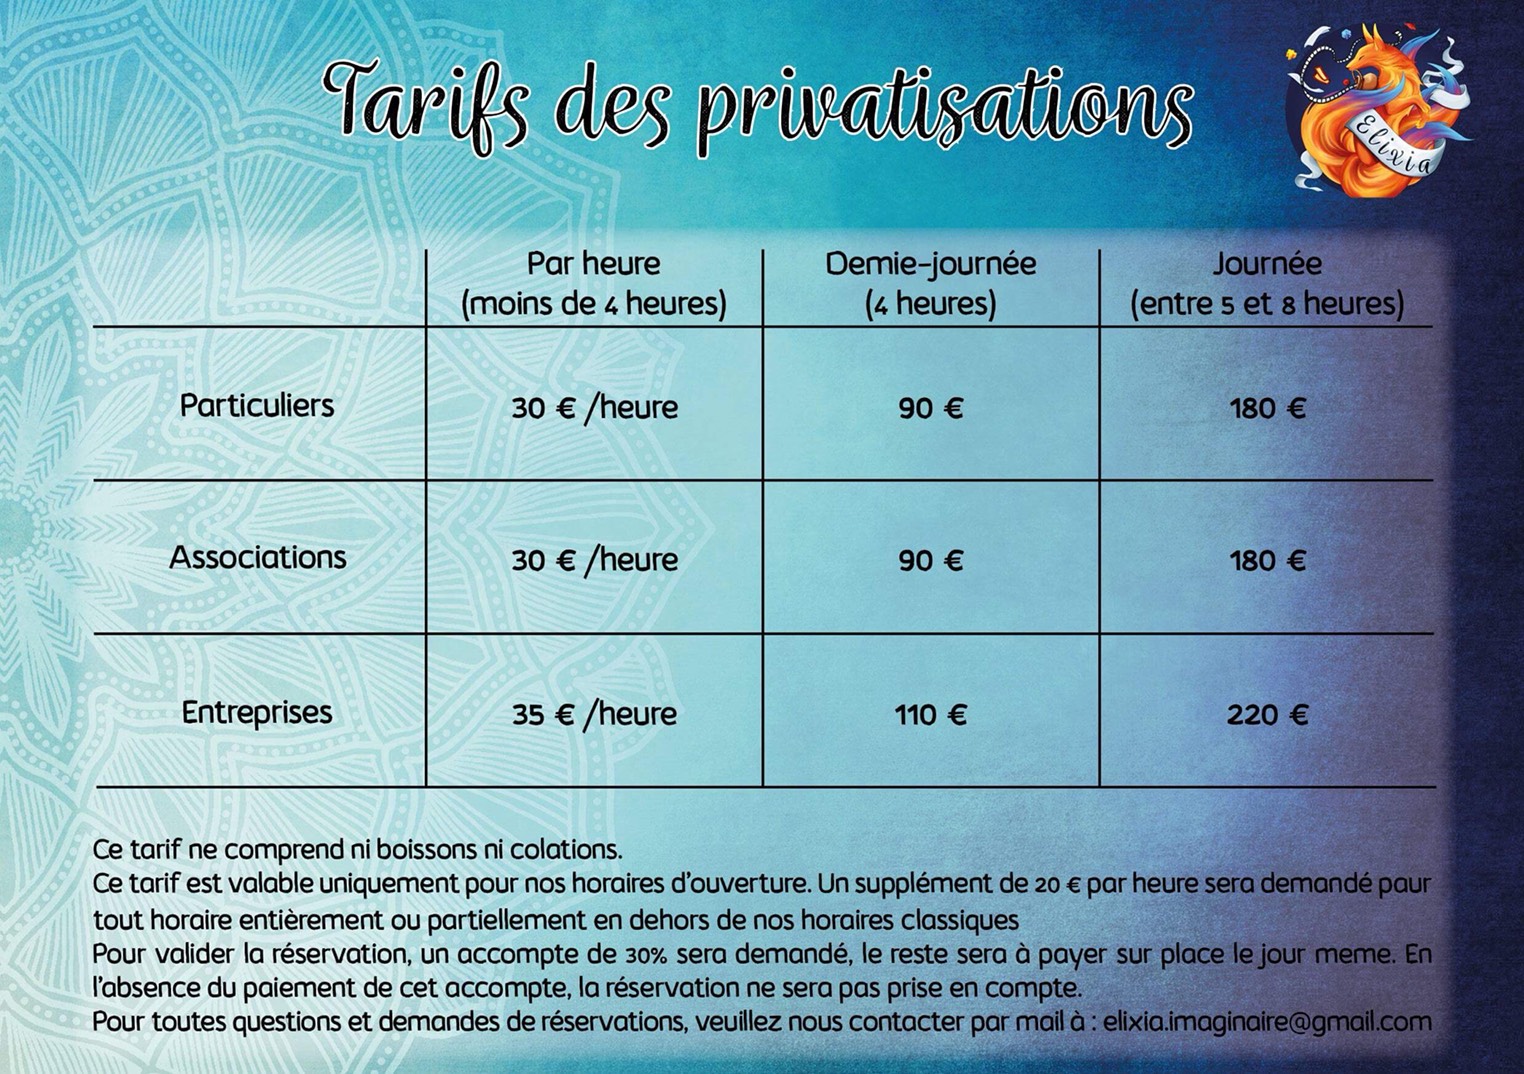 Tarifs des privatisations
Elixia
Par heure
(moins de 4 heures)
Demie-journée
(4 heures)
Journée
(entre 5 et 8 heures)
Particuliers
30 € /heure
90 €
180 €
Associations
30 € /heure
90 €
180 €
Entreprises
35 € /heure
110 €
220 €
Ce tarif ne comprend ni boissons ni colations.
Ce tarif est valable uniquement pour nos horaires d'ouverture. Un supplément de 20 € par heure sera demandé paur
tout horaire entièrement ou partiellement en dehors de nos horaires classiques
Pour valider la réservation, un accompte de 30% sera demandé, le reste sera à payer sur place le jour meme. En
l'absence du paiement de cet accompte, la réservation ne sera pas prise en compte.
Pour toutes questions et demandes de réservations, veuillez nous contacter par mail à : elixia.imaginaire@gmail.com